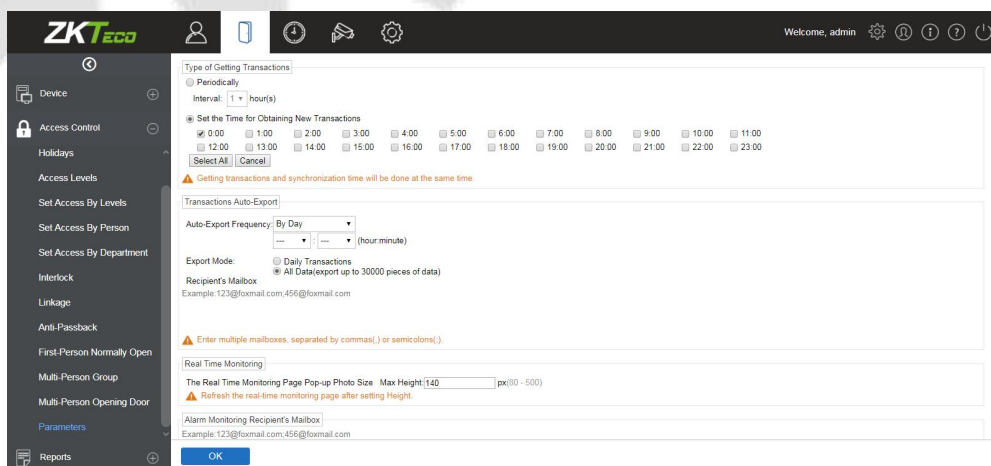 ZKTeco
Welcome, admin
Device
Access Control
Holidays
Access Levels
Set Access By Levels
Set Access By Person
Set Access By Department
Interlock
Linkage
Anti-Passback
First-Person Normally Open
Multi-Person Group
Multi-Person Opening Door
Parameters
Reports
Type of Getting Transactions
Periodically
Interval: 1 hour(s)
Set the Time for Obtaining New Transactions
0:00 1:00 2:00 3:00 4:00 5:00 6:00 7:00 8:00 9:00 10:00 11:00
12:00 13:00 14:00 15:00 16:00 17:00 18:00 19:00 20:00 21:00 22:00 23:00
Select All Cancel
Getting transactions and synchronization time will be done at the same time.
Transactions Auto-Export
Auto-Export Frequency: By Day
--- : --- (hour:minute)
Export Mode: Daily Transactions
All Data(export up to 30000 pieces of data)
Recipient's Mailbox
Example:123@foxmail.com;456@foxmail.com
Enter multiple mailboxes, separated by commas(,) or semicolons(;).
Real Time Monitoring
The Real Time Monitoring Page Pop-up Photo Size Max Height: 140 px(80 - 500)
Refresh the real-time monitoring page after setting Height.
Alarm Monitoring Recipient's Mailbox
Example:123@foxmail.com;456@foxmail.com
OK